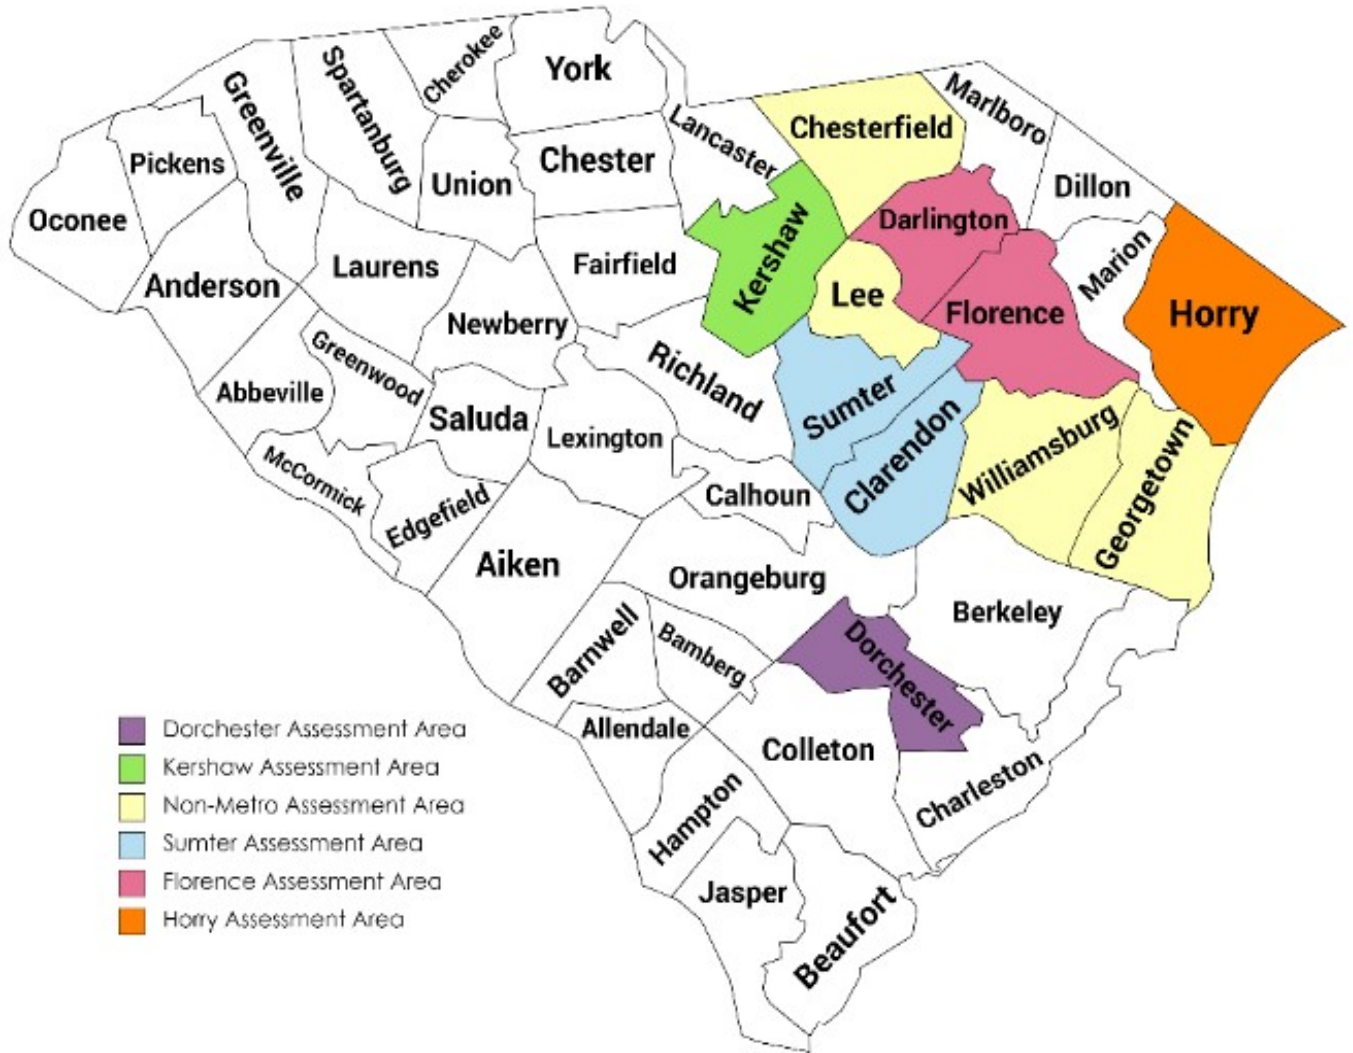 York
Cherokee
Spartanburg
Greenville
Marlboro
Lancaster
Chesterfield
Pickens
Union
Chester
Dillon
Oconee
Darlington
Kershaw
Marion
Anderson
Laurens
Fairfield
Lee
Florence
Horry
Newberry
Greenwood
Abbeville
Richland
Saluda
Lexington
Sumter
Clarendon
Williamsburg
Georgetown
McCormick
Edgefield
Calhoun
Aiken
Orangeburg
Berkeley
Barnwell
Bamberg
Dorchester
Allendale
Colleton
Charleston
Hampton
Jasper
Beaufort
Dorchester Assessment Area
Kershaw Assessment Area
Non-Metro Assessment Area
Sumter Assessment Area
Florence Assessment Area
Horry Assessment Area